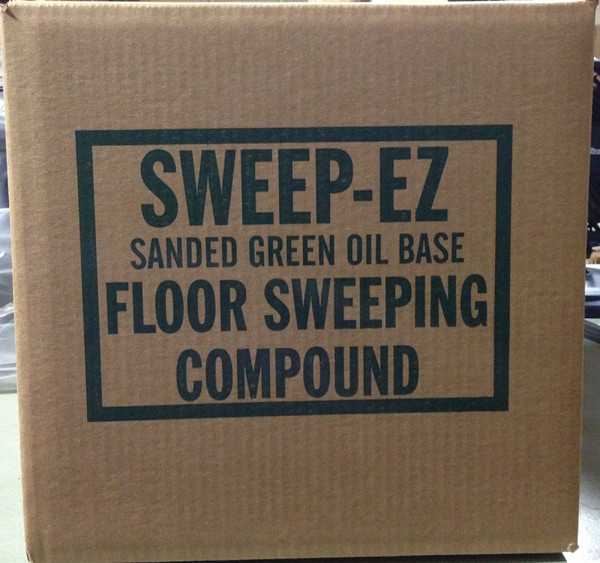 SWEEP-EZ
SANDED GREEN OIL BASE
FLOOR SWEEPING
COMPOUND